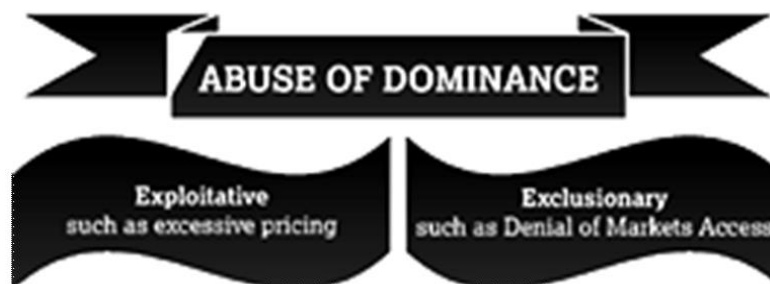 ABUSE OF DOMINANCE
Exploitative
such as excessive pricing
Exclusionary
such as Denial of Markets Access